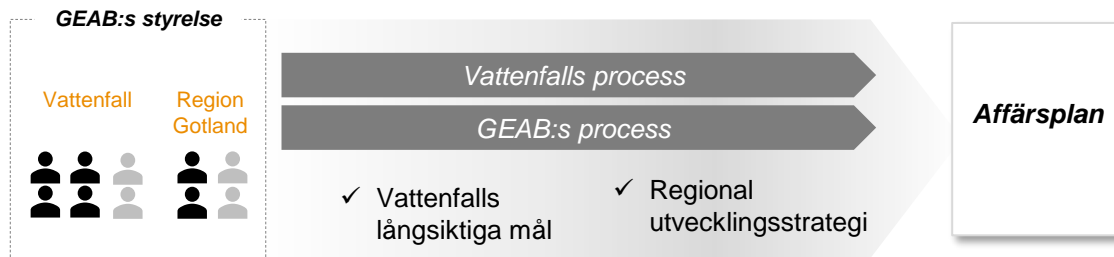 GEAB:s styrelse
Vattenfall
Region
Gotland
Vattenfalls process
GEAB:s process
✓ Vattenfalls
långsiktiga mål
✓ Regional
utvecklingsstrategi
Affärsplan